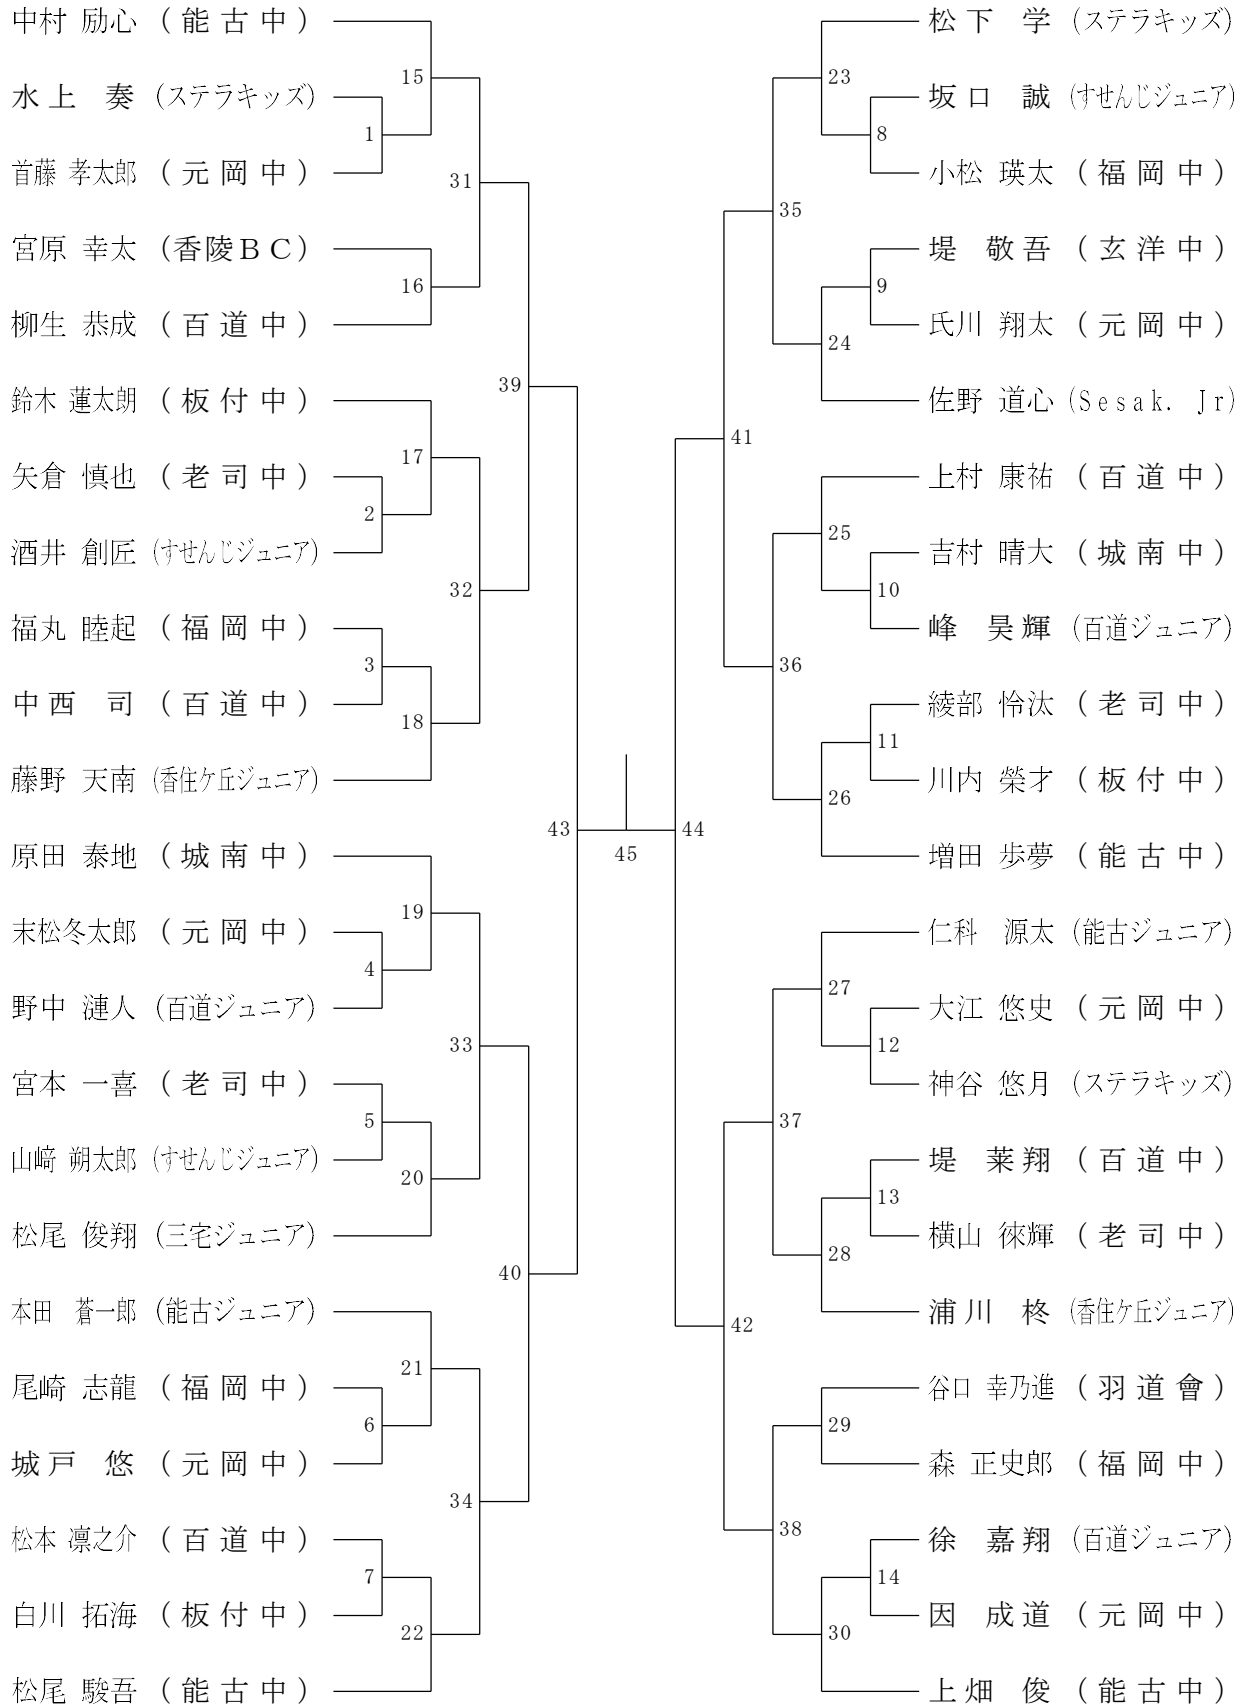 中村 励心 (能古中)
水上 奏 (ステラキッズ)
首藤 孝太郎 (元岡中)
宮原 幸太 (香陵BC)
柳生 恭成 (百道中)
鈴木 蓮太朗 (板付中)
矢倉 慎也 (老司中)
酒井 創匠 (すせんじジュニア)
福丸 睦起 (福岡中)
中西 司 (百道中)
藤野 天南 (香住ケ丘ジュニア)
原田 泰地 (城南中)
末松冬太郎 (元岡中)
野中 漣人 (百道ジュニア)
宮本 一喜 (老司中)
山﨑 朔太郎 (すせんじジュニア)
松尾 俊翔 (三宅ジュニア)
本田 蒼一郎 (能古ジュニア)
尾崎 志龍 (福岡中)
城戸 悠 (元岡中)
松本 凛之介 (百道中)
白川 拓海 (板付中)
松尾 駿吾 (能古中)
1
2
3
4
5
6
7
15
16
17
18
19
20
21
22
31
32
33
34
39
40
43
45
44
41
42
35
36
37
38
23
24
25
26
27
28
29
30
8
9
10
11
12
13
14
松下 学 (ステラキッズ)
坂口 誠 (すせんじジュニア)
小松 瑛太 (福岡中)
堤 敬吾 (玄洋中)
氏川 翔太 (元岡中)
佐野 道心 (Sesak. Jr)
上村 康祐 (百道中)
吉村 晴大 (城南中)
峰 昊輝 (百道ジュニア)
綾部 怜汰 (老司中)
川内 榮才 (板付中)
増田 歩夢 (能古中)
仁科 源太 (能古ジュニア)
大江 悠史 (元岡中)
神谷 悠月 (ステラキッズ)
堤 莱翔 (百道中)
横山 徠輝 (老司中)
浦川 柊 (香住ケ丘ジュニア)
谷口 幸乃進 (羽道會)
森 正史郎 (福岡中)
徐 嘉翔 (百道ジュニア)
因 成道 (元岡中)
上畑 俊 (能古中)